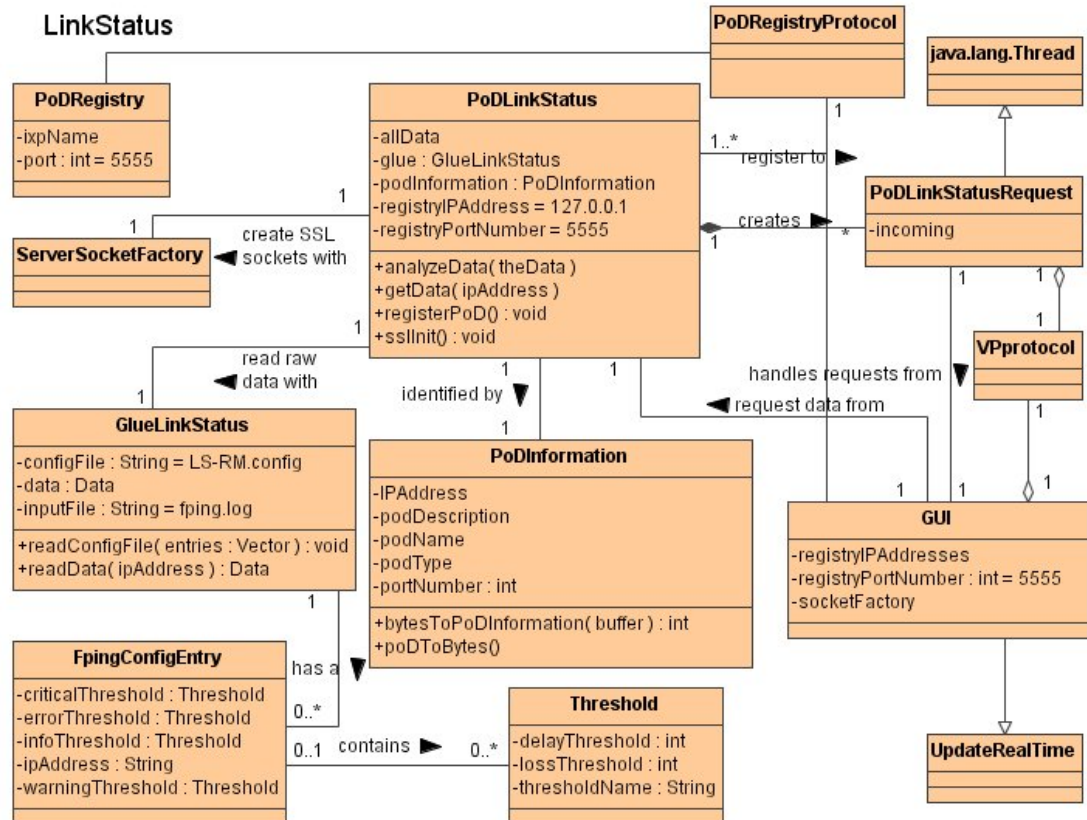 LinkStatus
PoDRegistryProtocol
1
java.lang.Thread
PoDRegistry
-ixpName
-port : int = 5555
PoDLinkStatus
-allData
-glue : GlueLinkStatus
-podInformation : PoDInformation
-registryIPAddress = 127.0.0.1
-registryPortNumber = 5555
+analyzeData( theData )
+getData( ipAddress )
+registerPoD() : void
+sslInit() : void
1..*
register to
PoDLinkStatusRequest
-incoming
creates
1
*
1
1
ServerSocketFactory
create SSL
sockets with
1
1
1
VPprotocol
1
read raw
data with
1
1
identified by
1
1
handles requests from
request data from
1
GlueLinkStatus
-configFile : String = LS-RM.config
-data : Data
-inputFile : String = fping.log
+readConfigFile( entries : Vector ) : void
+readData( ipAddress ) : Data
1
PoDInformation
-IPAddress
-podDescription
-podName
-podType
-portNumber : int
+bytesToPoDInformation( buffer ) : int
+poDToBytes()
1
1
1
GUI
-registryIPAddresses
-registryPortNumber : int = 5555
-socketFactory
FpingConfigEntry
-criticalThreshold : Threshold
-errorThreshold : Threshold
-infoThreshold : Threshold
-ipAddress : String
-warningThreshold : Threshold
has a
0..*
0..1
contains
0..*
Threshold
-delayThreshold : int
-lossThreshold : int
-thresholdName : String
UpdateRealTime